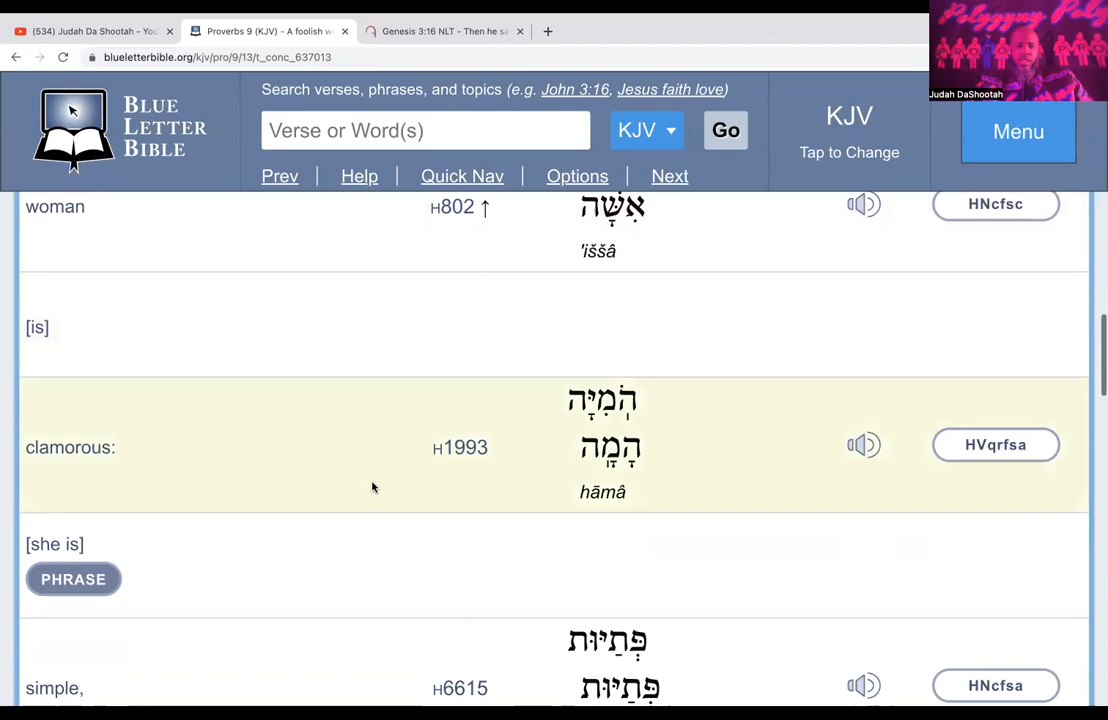 (534) Judah Da Shootah - You
Proverbs 9 (KJV) - A foolish w
Genesis 3:16 NLT - Then he sa
blueletterbible.org/kjv/pro/9/13/t_conc_637013
Judah DaShootah
BLUE
LETTER
BIBLE
Search verses, phrases, and topics (e.g. John 3:16, Jesus faith love)
Verse or Word(s)
KJV
Go
KJV
Tap to Change
Menu
Prev
Help
Quick Nav
Options
Next
woman H802 ↑ אִשָּׁה HNcfsc
'iššâ
[is]
הֹֽמִיָּה
clamorous: H1993 הָמָה HVqrfsa
hāmâ
[she is]
PHRASE
פְּתַיּוּת
simple, H6615 פְּתַיּוּת HNcfsa